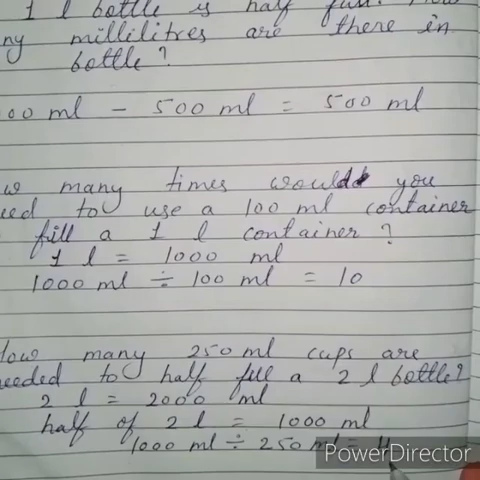 1 l bottle is half full. How
ny millilitres are there in
bottle?
00 ml - 500 ml = 500 ml
w many times would you
eed to use a 100 ml container
fill a 1 l container?
1 l = 1000 ml
1000 ml ÷ 100 ml = 10
How many 250 ml cups are
eeded to half fill a 2 l bottle?
2 l = 2000 ml
half of 2 l = 1000 ml
1000 ml ÷ 250 ml = 4
PowerDirector